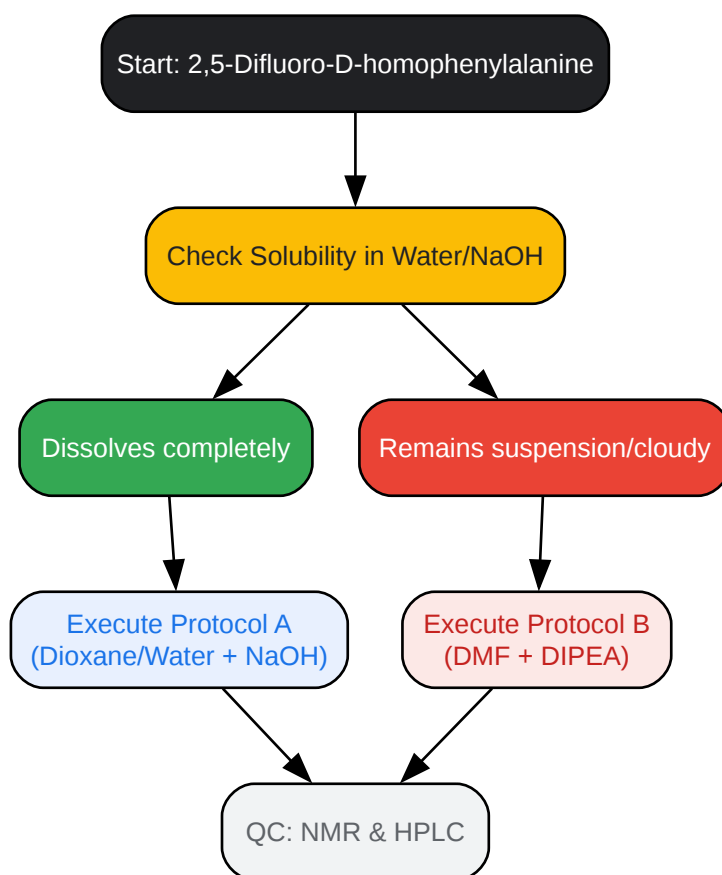 Start: 2,5-Difluoro-D-homophenylalanine
Check Solubility in Water/NaOH
Dissolves completely
Remains suspension/cloudy
Execute Protocol A
(Dioxane/Water + NaOH)
Execute Protocol B
(DMF + DIPEA)
QC: NMR & HPLC